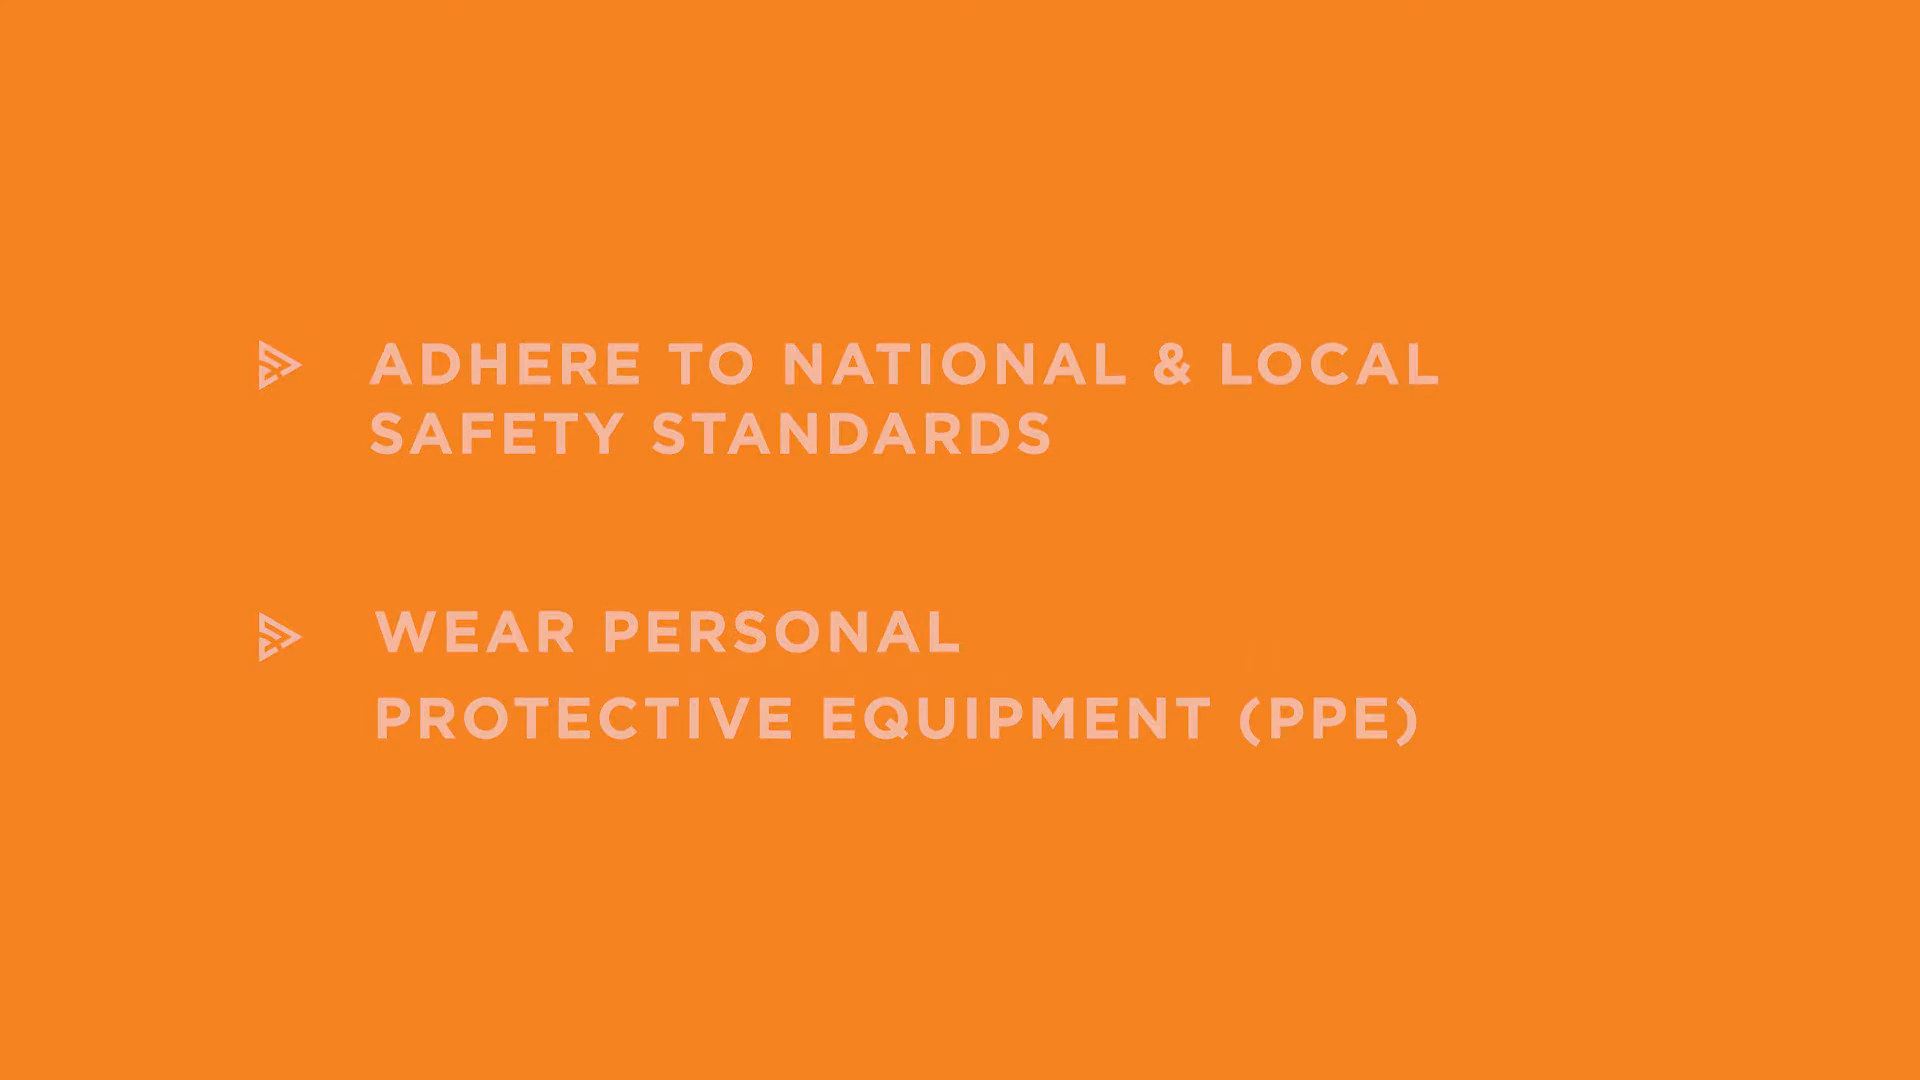 ADHERE TO NATIONAL & LOCAL
SAFETY STANDARDS
WEAR PERSONAL
PROTECTIVE EQUIPMENT (PPE)